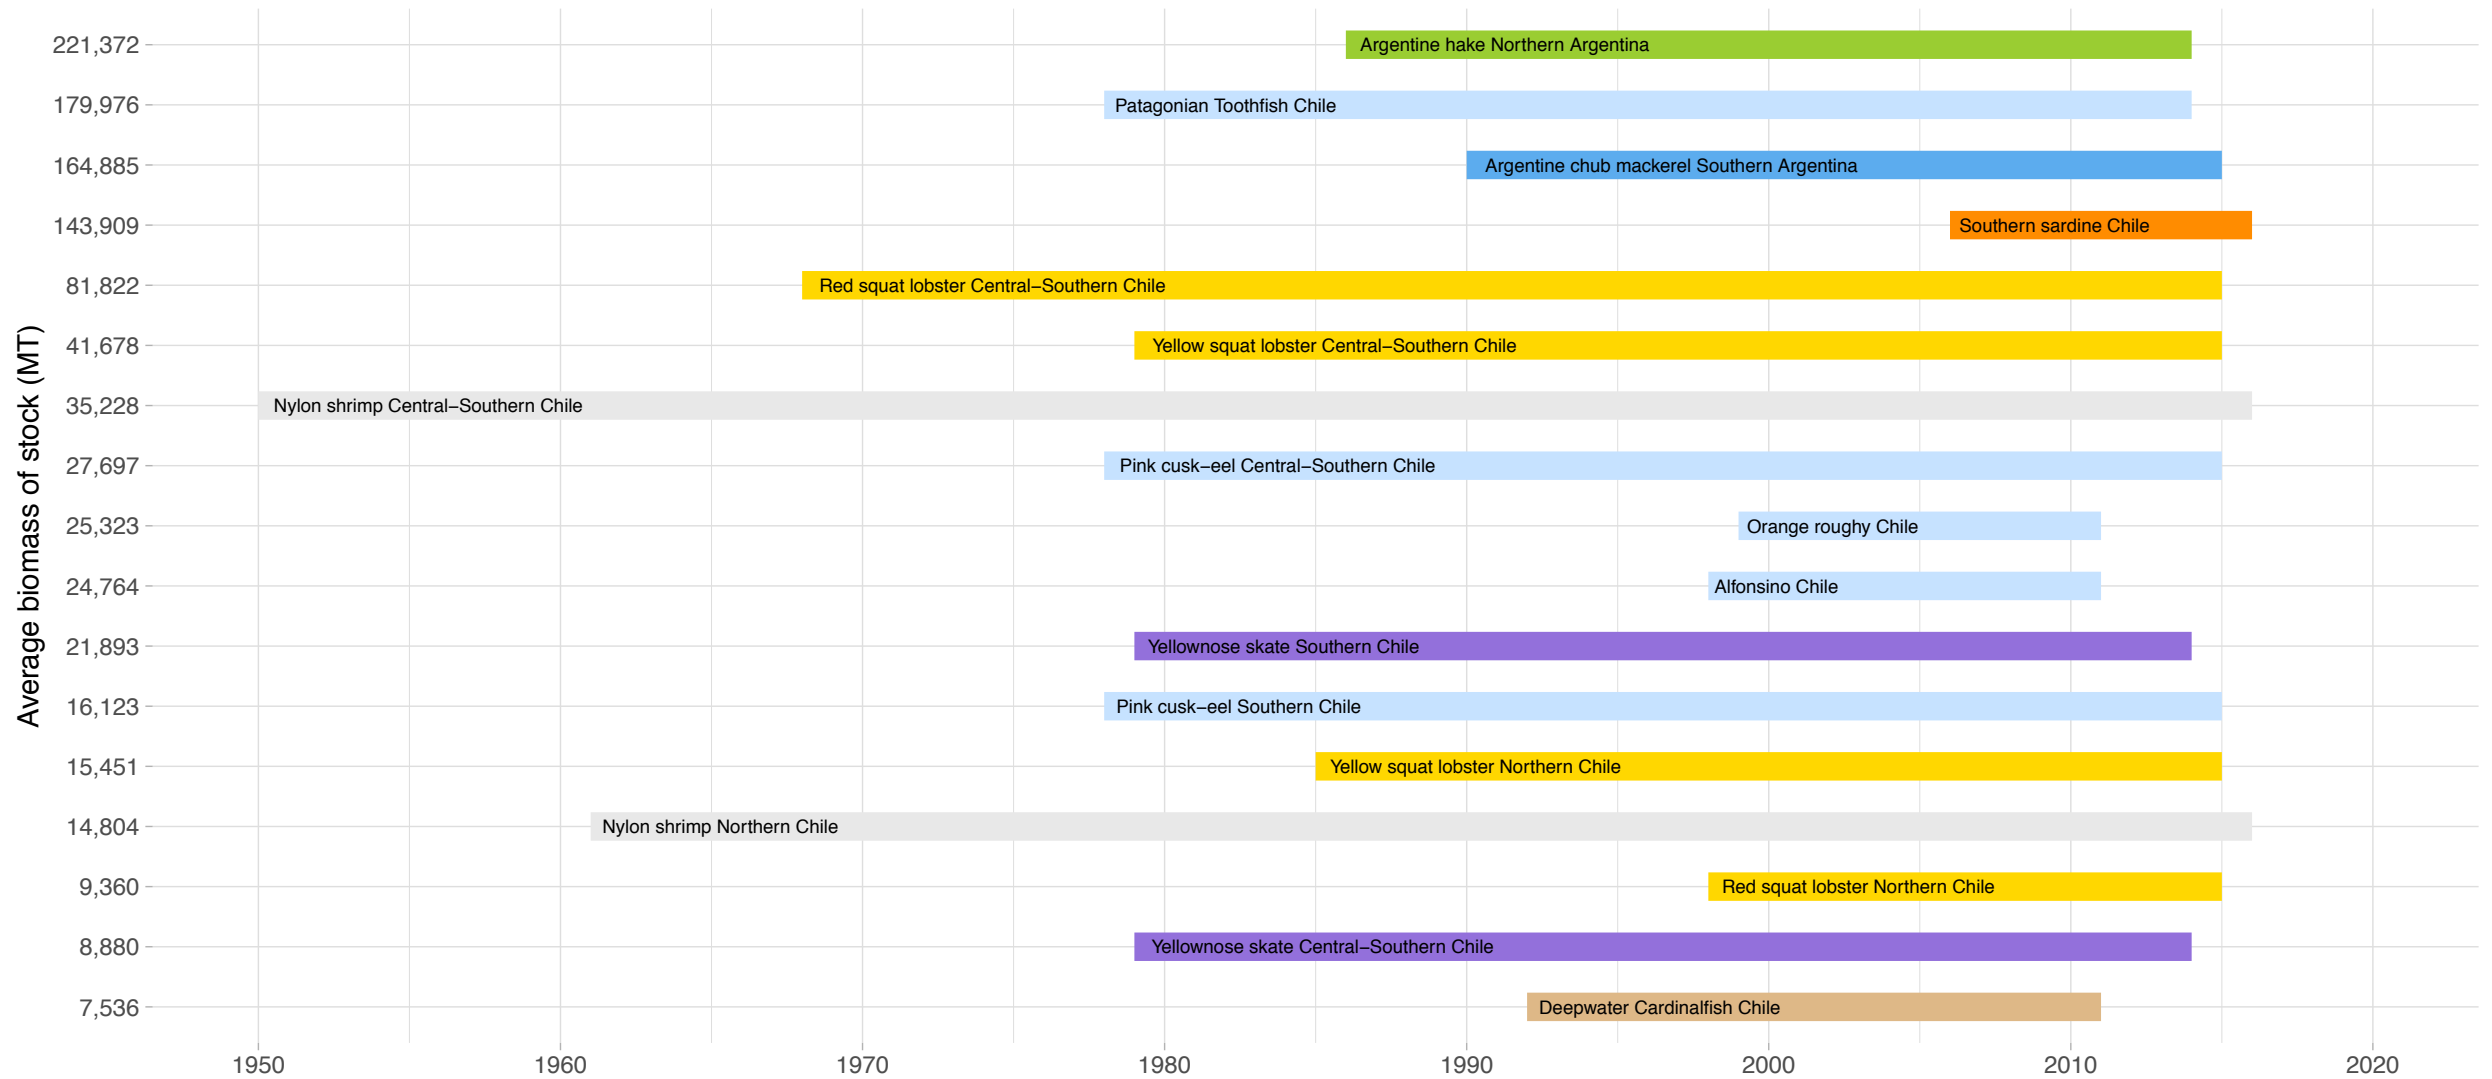 221,372 Argentine hake Northern Argentina
179,976 Patagonian Toothfish Chile
164,885 Argentine chub mackerel Southern Argentina
143,909 Southern sardine Chile
81,822 Red squat lobster Central–Southern Chile
41,678 Yellow squat lobster Central–Southern Chile
35,228 Nylon shrimp Central–Southern Chile
27,697 Pink cusk–eel Central–Southern Chile
25,323 Orange roughy Chile
24,764 Alfonsino Chile
21,893 Yellownose skate Southern Chile
16,123 Pink cusk–eel Southern Chile
15,451 Yellow squat lobster Northern Chile
14,804 Nylon shrimp Northern Chile
9,360 Red squat lobster Northern Chile
8,880 Yellownose skate Central–Southern Chile
7,536 Deepwater Cardinalfish Chile
1950 1960 1970 1980 1990 2000 2010 2020
Average biomass of stock (MT)